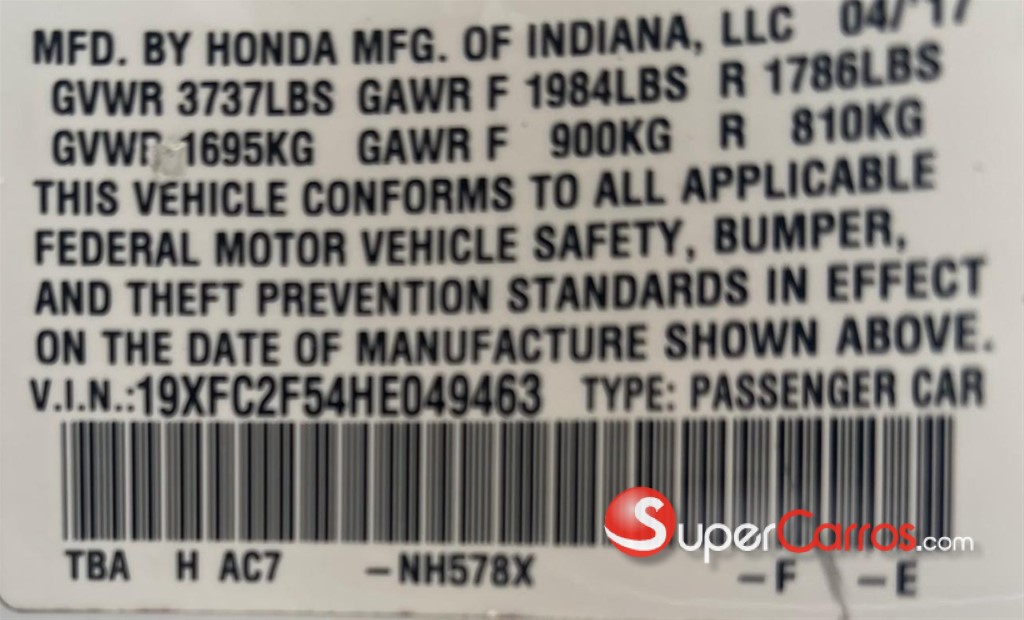 MFD. BY HONDA MFG. OF INDIANA, LLC 04/17
GVWR 3737LBS GAWR F 1984LBS R 1786LBS
GVWR 1695KG GAWR F 900KG R 810KG
THIS VEHICLE CONFORMS TO ALL APPLICABLE
FEDERAL MOTOR VEHICLE SAFETY, BUMPER,
AND THEFT PREVENTION STANDARDS IN EFFECT
ON THE DATE OF MANUFACTURE SHOWN ABOVE.
V.I.N.:19XFC2F54HE049463 TYPE: PASSENGER CAR
SuperCarros.com
TBA H AC7 -NH578X -F -E